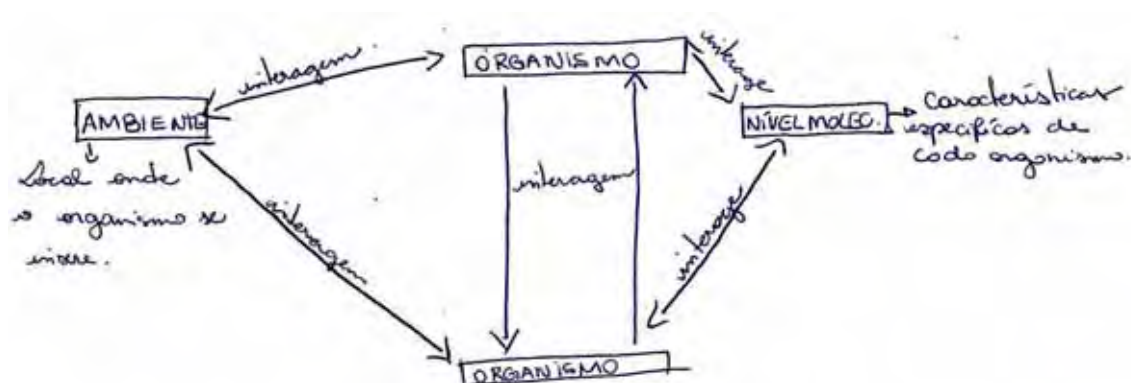 interagem.
ORGANISMO
interage
AMBIENTE
NÍVEL MOLEC.
Características
específicas de
cada organismo.
Local onde
o organismo se
insere.
interagem
interagem
interage
ORGANISMO